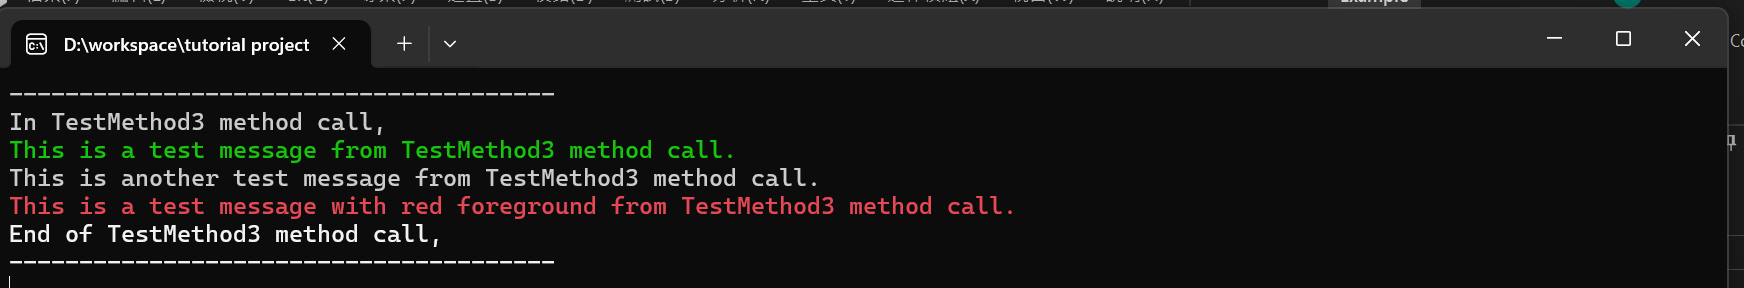 Example
D:\workspace\tutorial project
Co
---------------------------------------
In TestMethod3 method call,
This is a test message from TestMethod3 method call.
This is another test message from TestMethod3 method call.
This is a test message with red foreground from TestMethod3 method call.
End of TestMethod3 method call,
---------------------------------------